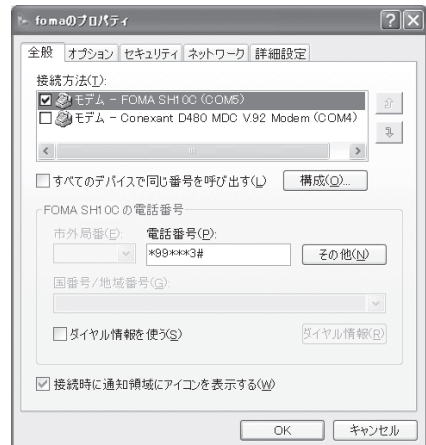 fomaのプロパティ
全般 オプション セキュリティ ネットワーク 詳細設定
接続方法(T):
モデム - FOMA SH10C (COM5)
モデム - Conexant D480 MDC V.92 Modem (COM4)
すべてのデバイスで同じ番号を呼び出す(L) 構成(O)...
FOMA SH10C の電話番号
市外局番(E): 電話番号(P):
*99***3# その他(N)
国番号/地域番号(G):
ダイヤル情報を使う(S) ダイヤル情報(R)
接続時に通知領域にアイコンを表示する(W)
OK キャンセル